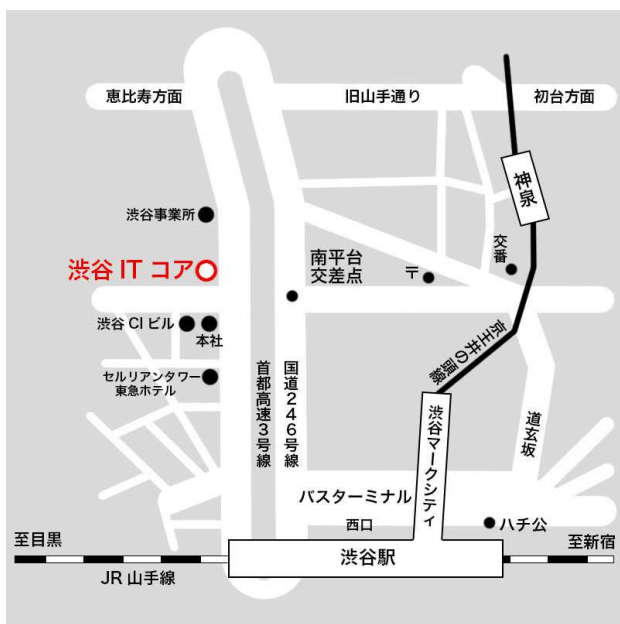 恵比寿方面
旧山手通り
初台方面
神泉
渋谷事業所
渋谷 IT コア
南平台
交差点
〒
交番
渋谷 CI ビル
本社
京王井の頭線
セルリアンタワー
東急ホテル
首都高速3号線
国道246号線
渋谷マークシティ
道玄坂
バスターミナル
西口
ハチ公
至目黒
渋谷駅
至新宿
JR 山手線